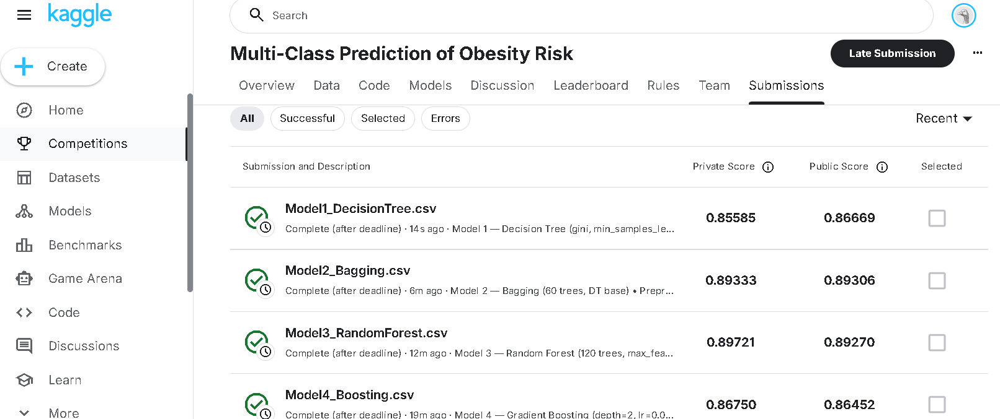 kaggle
Search
Create
Multi-Class Prediction of Obesity Risk
Late Submission
...
Overview Data Code Models Discussion Leaderboard Rules Team Submissions
Home
Competitions
Datasets
Models
Benchmarks
Game Arena
Code
Discussions
Learn
More
All Successful Selected Errors
Recent
Submission and Description Private Score Public Score Selected
Model1_DecisionTree.csv
Complete (after deadline) · 14s ago · Model 1 — Decision Tree (gini, min_samples_le...
0.85585 0.86669
Model2_Bagging.csv
Complete (after deadline) · 6m ago · Model 2 — Bagging (60 trees, DT base) • Prepr...
0.89333 0.89306
Model3_RandomForest.csv
Complete (after deadline) · 12m ago · Model 3 — Random Forest (120 trees, max_fea...
0.89721 0.89270
Model4_Boosting.csv
Complete (after deadline) · 19m ago · Model 4 — Gradient Boosting (depth=2, lr=0.0...
0.86750 0.86452